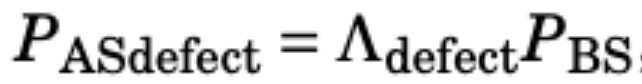 P_ASdefect = Λ_defect P_BS,